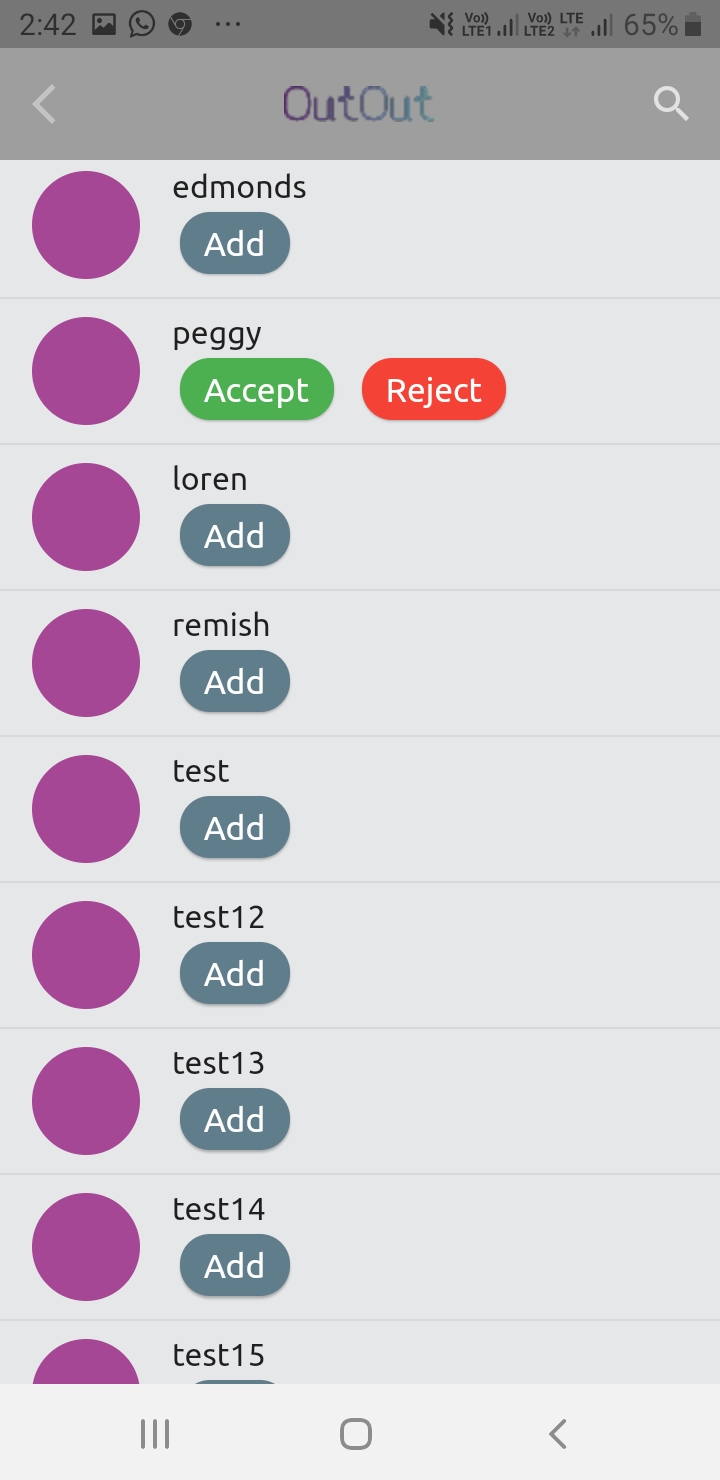 2:42
Vo)) LTE1 Vo)) LTE2 LTE 65%
OutOut
edmonds
Add
peggy
Accept Reject
loren
Add
remish
Add
test
Add
test12
Add
test13
Add
test14
Add
test15